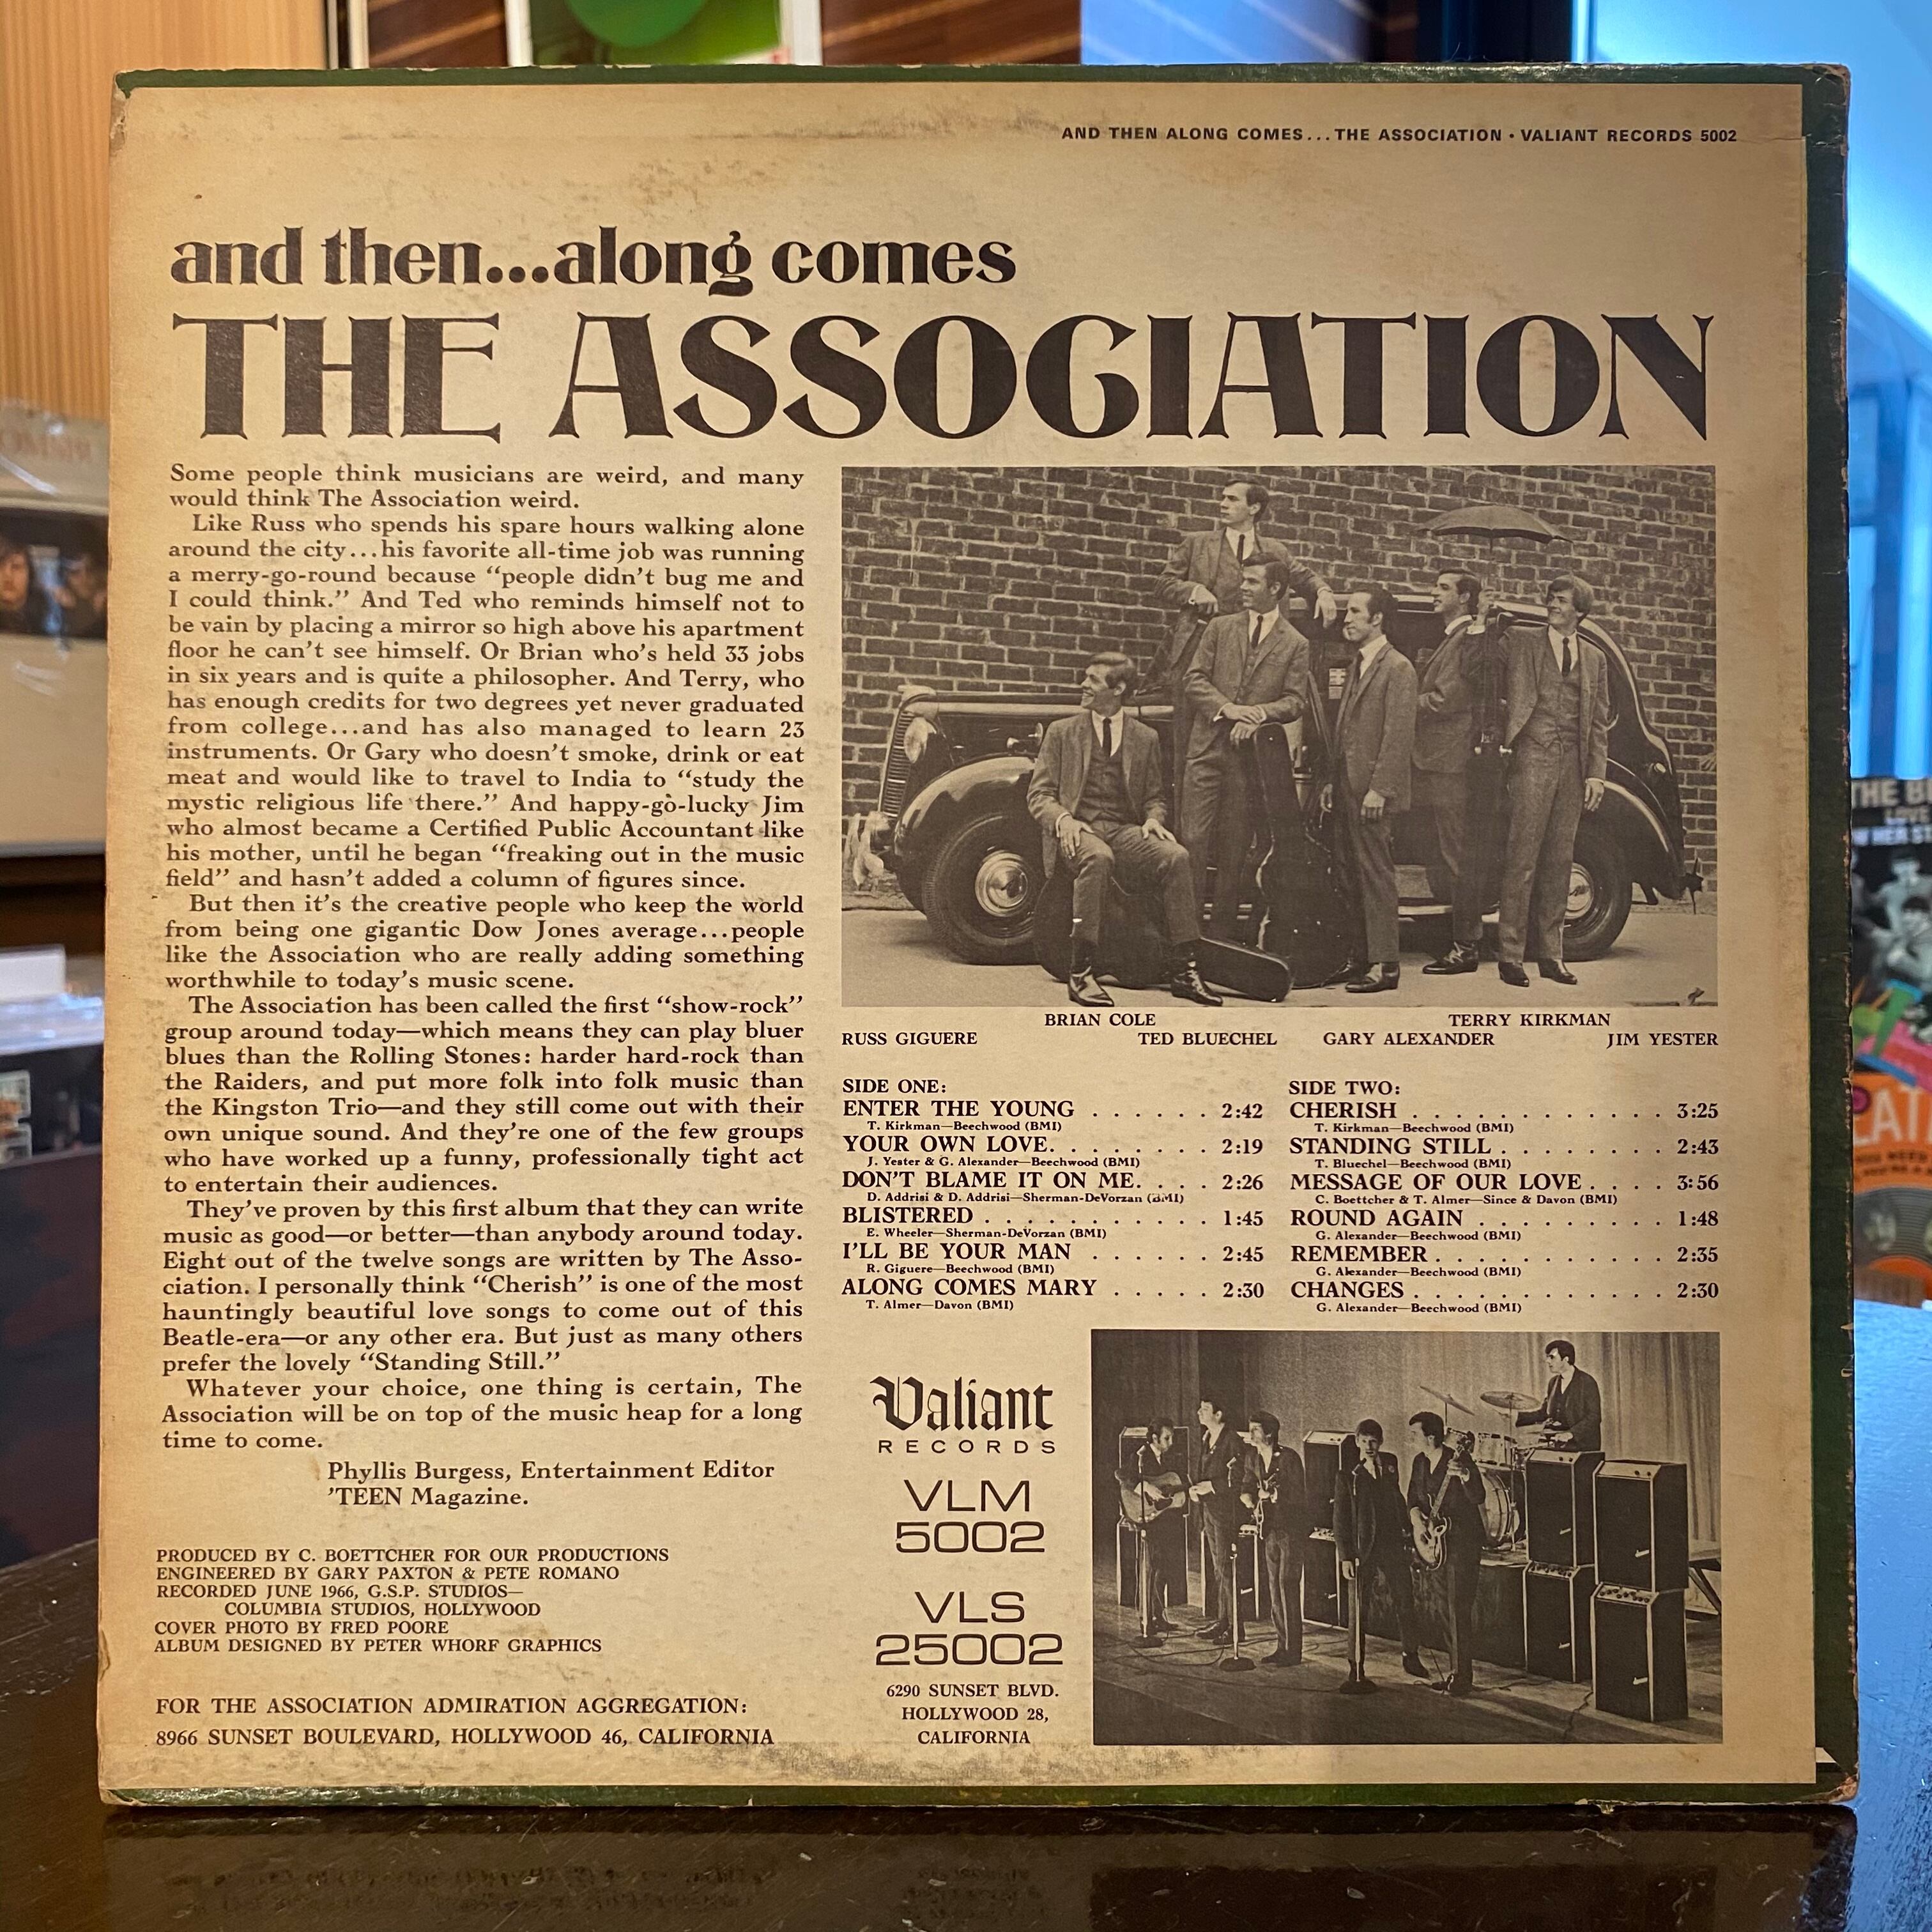 AND THEN ALONG COMES...THE ASSOCIATION • VALIANT RECORDS 5002
and then...along comes
THE ASSOCIATION
Some people think musicians are weird, and many
would think The Association weird.
Like Russ who spends his spare hours walking alone
around the city...his favorite all-time job was running
a merry-go-round because “people didn’t bug me and
I could think.” And Ted who reminds himself not to
be vain by placing a mirror so high above his apartment
floor he can’t see himself. Or Brian who’s held 33 jobs
in six years and is quite a philosopher. And Terry, who
has enough credits for two degrees yet never graduated
from college...and has also managed to learn 23
instruments. Or Gary who doesn’t smoke, drink or eat
meat and would like to travel to India to “study the
mystic religious life there.” And happy-go-lucky Jim
who almost became a Certified Public Accountant like
his mother, until he began “freaking out in the music
field” and hasn’t added a column of figures since.
But then it’s the creative people who keep the world
from being one gigantic Dow Jones average...people
like the Association who are really adding something
worthwhile to today’s music scene.
The Association has been called the first “show-rock”
group around today—which means they can play bluer
blues than the Rolling Stones: harder hard-rock than
the Raiders, and put more folk into folk music than
the Kingston Trio—and they still come out with their
own unique sound. And they’re one of the few groups
who have worked up a funny, professionally tight act
to entertain their audiences.
They’ve proven by this first album that they can write
music as good—or better—than anybody around today.
Eight out of the twelve songs are written by The Asso-
ciation. I personally think “Cherish” is one of the most
hauntingly beautiful love songs to come out of this
Beatle-era—or any other era. But just as many others
prefer the lovely “Standing Still.”
Whatever your choice, one thing is certain, The
Association will be on top of the music heap for a long
time to come.
Phyllis Burgess, Entertainment Editor
’TEEN Magazine.
PRODUCED BY C. BOETTCHER FOR OUR PRODUCTIONS
ENGINEERED BY GARY PAXTON & PETE ROMANO
RECORDED JUNE 1966, G.S.P. STUDIOS—
COLUMBIA STUDIOS, HOLLYWOOD
COVER PHOTO BY FRED POORE
ALBUM DESIGNED BY PETER WHORF GRAPHICS
FOR THE ASSOCIATION ADMIRATION AGGREGATION:
8966 SUNSET BOULEVARD, HOLLYWOOD 46, CALIFORNIA
BRIAN COLE TERRY KIRKMAN
RUSS GIGUERE TED BLUECHEL GARY ALEXANDER JIM YESTER
SIDE ONE:
ENTER THE YOUNG . . . . . . 2:42
T. Kirkman—Beechwood (BMI)
YOUR OWN LOVE. . . . . . . 2:19
J. Yester & G. Alexander—Beechwood (BMI)
DON’T BLAME IT ON ME. . . . 2:26
D. Addrisi & D. Addrisi—Sherman-DeVorzan (BMI)
BLISTERED . . . . . . . . . . . 1:45
E. Wheeler—Sherman-DeVorzan (BMI)
I’LL BE YOUR MAN . . . . . . 2:45
R. Giguere—Beechwood (BMI)
ALONG COMES MARY . . . . . 2:30
T. Almer—Davon (BMI)
SIDE TWO:
CHERISH . . . . . . . . . . . . 3:25
T. Kirkman—Beechwood (BMI)
STANDING STILL . . . . . . . . 2:43
T. Bluechel—Beechwood (BMI)
MESSAGE OF OUR LOVE . . . . 3:56
C. Boettcher & T. Almer—Since & Davon (BMI)
ROUND AGAIN . . . . . . . . . 1:48
G. Alexander—Beechwood (BMI)
REMEMBER . . . . . . . . . . . 2:35
G. Alexander—Beechwood (BMI)
CHANGES . . . . . . . . . . . . 2:30
G. Alexander—Beechwood (BMI)
Valiant
RECORDS
VLM
5002
VLS
25002
6290 SUNSET BLVD.
HOLLYWOOD 28,
CALIFORNIA
THE
LOVE